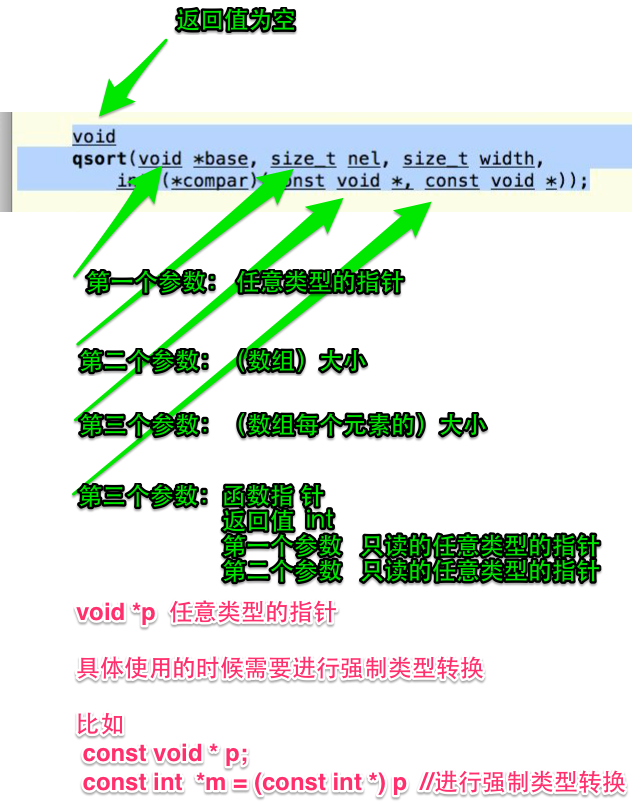 返回值为空
void
qsort(void *base, size_t nel, size_t width,
int (*compar)(const void *, const void *));
第一个参数： 任意类型的指针
第二个参数： （数组）大小
第三个参数： （数组每个元素的）大小
第三个参数：函数指 针
返回值 int
第一个参数 只读的任意类型的指针
第二个参数 只读的任意类型的指针
void *p 任意类型的指针
具体使用的时候需要进行强制类型转换
比如
const void * p;
const int *m = (const int *) p //进行强制类型转换